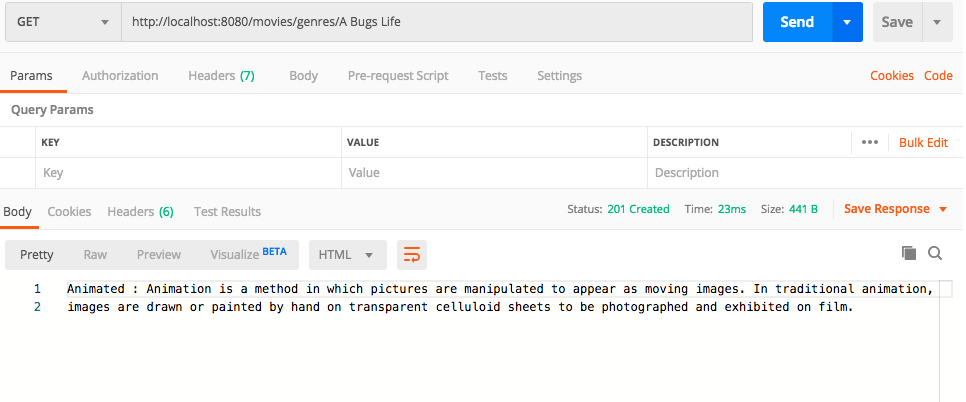 GET http://localhost:8080/movies/genres/A Bugs Life Send Save
Params Authorization Headers (7) Body Pre-request Script Tests Settings Cookies Code
Query Params
KEY VALUE DESCRIPTION ••• Bulk Edit
Key Value Description
Body Cookies Headers (6) Test Results Status: 201 Created Time: 23ms Size: 441 B Save Response
Pretty Raw Preview Visualize BETA HTML
1 Animated : Animation is a method in which pictures are manipulated to appear as moving images. In traditional animation,
2 images are drawn or painted by hand on transparent celluloid sheets to be photographed and exhibited on film.